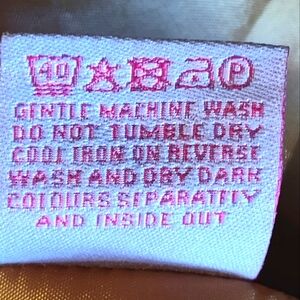 40 P
GENTLE MACHINE WASH
DO NOT TUMBLE DRY
COOL IRON ON REVERSE
WASH AND DRY DARK
COLOURS SEPARATELY
AND INSIDE OUT